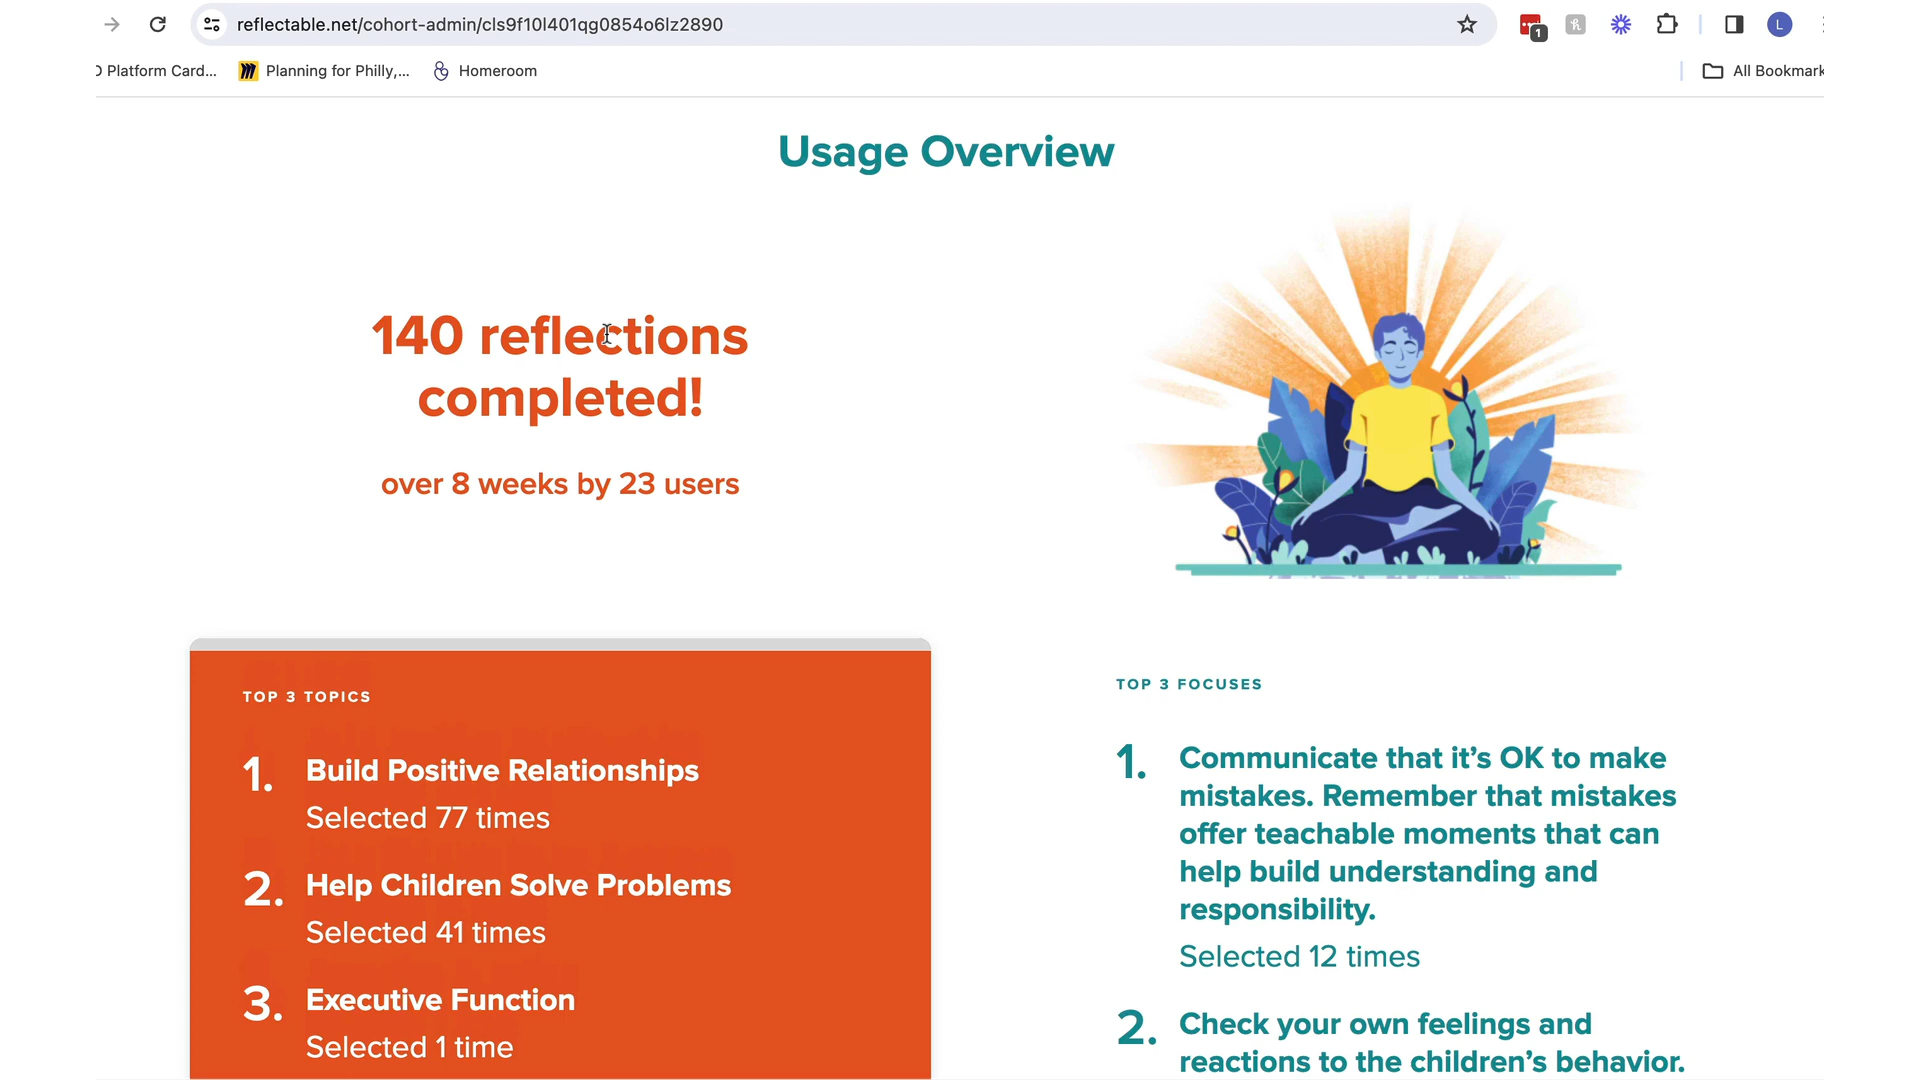 reflectable.net/cohort-admin/cls9f10l401qg0854o6lz2890
1
L
Platform Card...
Planning for Philly,...
Homeroom
All Bookmark
Usage Overview
140 reflections
completed!
over 8 weeks by 23 users
TOP 3 TOPICS
1. Build Positive Relationships
Selected 77 times
2. Help Children Solve Problems
Selected 41 times
3. Executive Function
Selected 1 time
TOP 3 FOCUSES
1. Communicate that it’s OK to make
mistakes. Remember that mistakes
offer teachable moments that can
help build understanding and
responsibility.
Selected 12 times
2. Check your own feelings and
reactions to the children’s behavior.